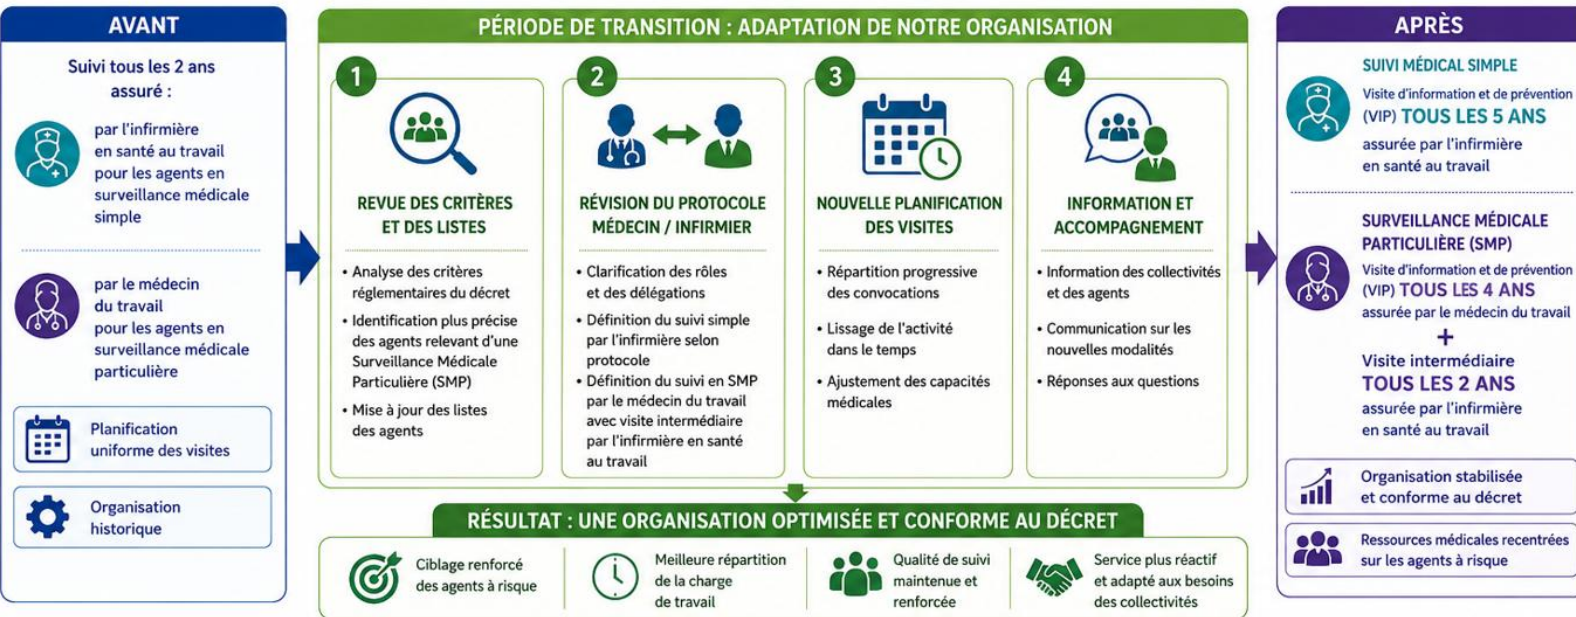 AVANT
Suivi tous les 2 ans
assuré :
par l'infirmière
en santé au travail
pour les agents en
surveillance médicale
simple
par le médecin
du travail
pour les agents en
surveillance médicale
particulière
Planification
uniforme des visites
Organisation
historique
PÉRIODE DE TRANSITION : ADAPTATION DE NOTRE ORGANISATION
1
REVUE DES CRITÈRES
ET DES LISTES
• Analyse des critères
réglementaires du décret
• Identification plus précise
des agents relevant d'une
Surveillance Médicale
Particulière (SMP)
• Mise à jour des listes
des agents
2
RÉVISION DU PROTOCOLE
MÉDECIN / INFIRMIER
• Clarification des rôles
et des délégations
• Définition du suivi simple
par l'infirmière selon
protocole
• Définition du suivi en SMP
par le médecin du travail
avec visite intermédiaire
par l'infirmière en santé
au travail
3
NOUVELLE PLANIFICATION
DES VISITES
• Répartition progressive
des convocations
• Lissage de l'activité
dans le temps
• Ajustement des capacités
médicales
4
INFORMATION ET
ACCOMPAGNEMENT
• Information des collectivités
et des agents
• Communication sur les
nouvelles modalités
• Réponses aux questions
RÉSULTAT : UNE ORGANISATION OPTIMISÉE ET CONFORME AU DÉCRET
Ciblage renforcé
des agents à risque
Meilleure répartition
de la charge
de travail
Qualité de suivi
maintenue et
renforcée
Service plus réactif
et adapté aux besoins
des collectivités
APRÈS
SUIVI MÉDICAL SIMPLE
Visite d'information et de prévention
(VIP) TOUS LES 5 ANS
assurée par l'infirmière
en santé au travail
SURVEILLANCE MÉDICALE
PARTICULIÈRE (SMP)
Visite d'information et de prévention
(VIP) TOUS LES 4 ANS
assurée par le médecin du travail
+
Visite intermédiaire
TOUS LES 2 ANS
assurée par l'infirmière
en santé au travail
Organisation stabilisée
et conforme au décret
Ressources médicales recentrées
sur les agents à risque